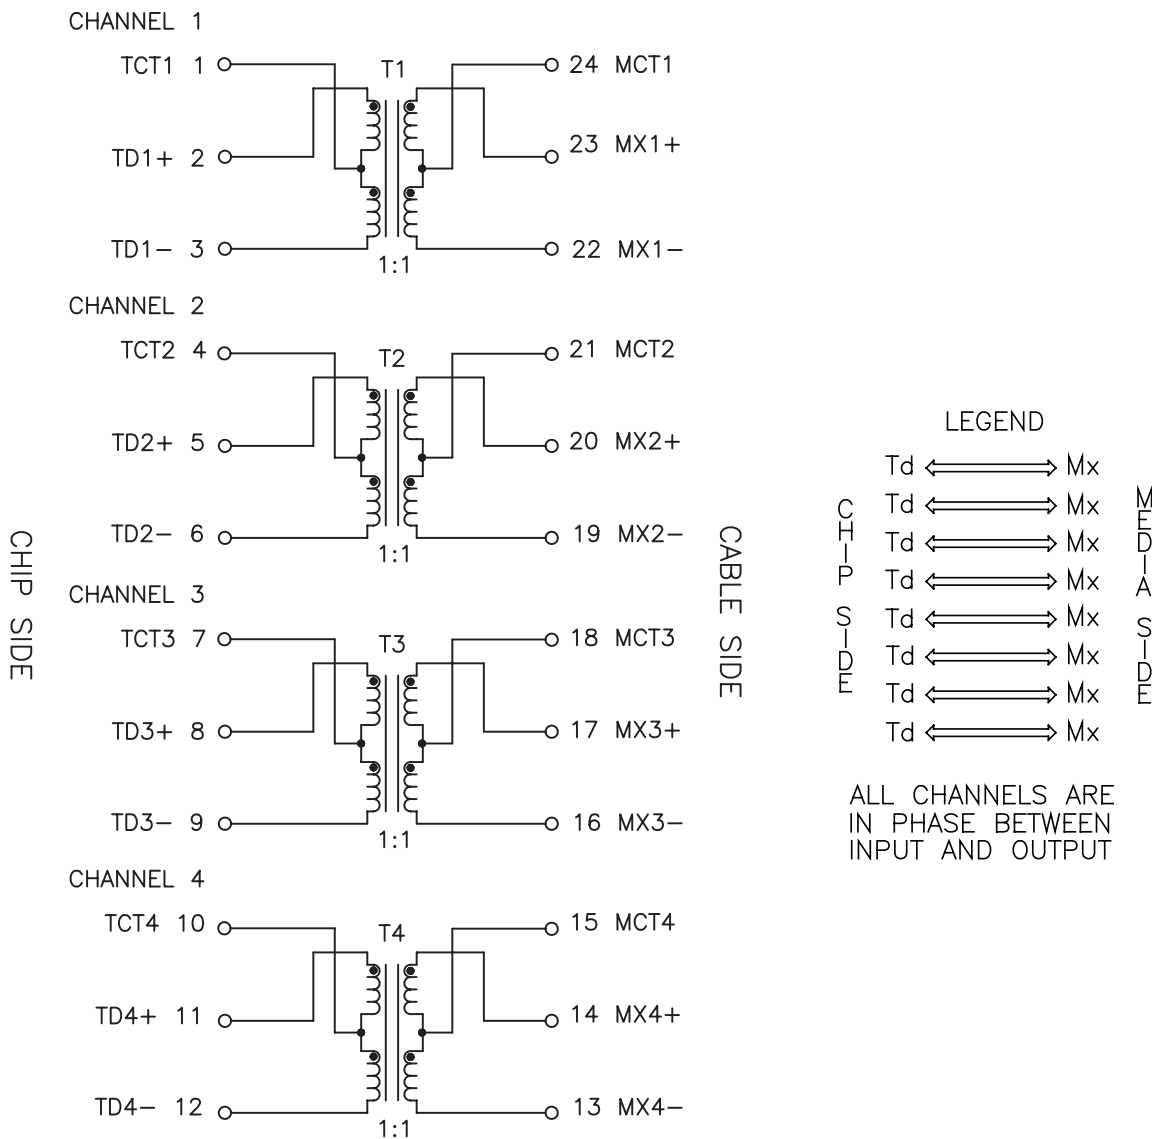 CHANNEL 1
TCT1 1
T1
24 MCT1
TD1+ 2
23 MX1+
TD1- 3
22 MX1-
1:1
CHANNEL 2
TCT2 4
T2
21 MCT2
TD2+ 5
20 MX2+
TD2- 6
19 MX2-
1:1
CHANNEL 3
TCT3 7
T3
18 MCT3
TD3+ 8
17 MX3+
TD3- 9
16 MX3-
1:1
CHANNEL 4
TCT4 10
T4
15 MCT4
TD4+ 11
14 MX4+
TD4- 12
13 MX4-
1:1
CHIP SIDE
CABLE SIDE
LEGEND
CHIP SIDE
Td Mx
Td Mx
Td Mx
Td Mx
Td Mx
Td Mx
Td Mx
Td Mx
MEDIA SIDE
ALL CHANNELS ARE
IN PHASE BETWEEN
INPUT AND OUTPUT